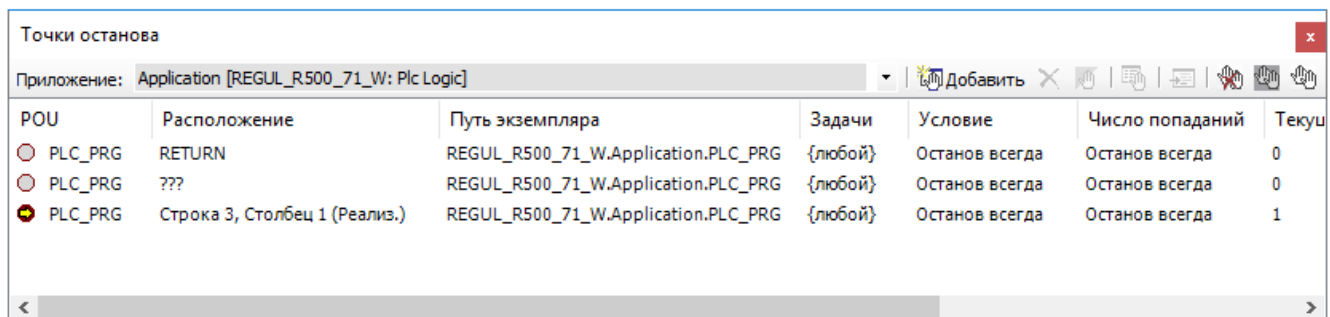 Точки останова
x
Приложение: Application [REGUL_R500_71_W: Plc Logic] Добавить
POU Расположение Путь экземпляра Задачи Условие Число попаданий Текущ
PLC_PRG RETURN REGUL_R500_71_W.Application.PLC_PRG {любой} Останов всегда Останов всегда 0
PLC_PRG ??? REGUL_R500_71_W.Application.PLC_PRG {любой} Останов всегда Останов всегда 0
PLC_PRG Строка 3, Столбец 1 (Реализ.) REGUL_R500_71_W.Application.PLC_PRG {любой} Останов всегда Останов всегда 1